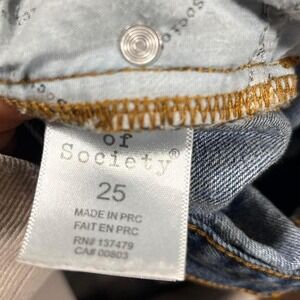 of
Society®
25
MADE IN PRC
FAIT EN PRC
RN# 137479
CA# 00803